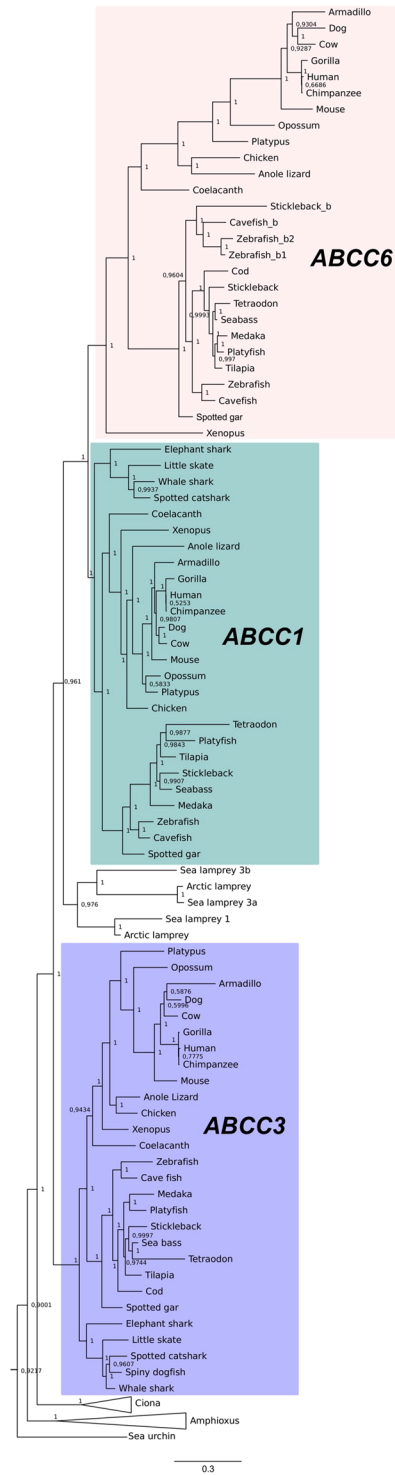 Armadillo
0,9304
Dog
1
Cow
0,9287
Gorilla
1
1
Human
0,6686
Chimpanzee
1
Mouse
1
Opossum
1
Platypus
1
Chicken
1
Anole lizard
1
Coelacanth
Stickleback_b
1
Cavefish_b
1
Zebrafish_b2
1
Zebrafish_b1
ABCC6
Cod
0,9604
1
Stickleback
Tetraodon
1
0,9993
Seabass
1
Medaka
1
Platyfish
0,997
Tilapia
1
Zebrafish
1
Cavefish
Spotted gar
1
Xenopus
Elephant shark
1
Little skate
1
Whale shark
0,9937
Spotted catshark
Coelacanth
1
Xenopus
Anole lizard
Armadillo
1
Gorilla
1
Human
0,5253
Chimpanzee
0,9807
Dog
1
Cow
ABCC1
Mouse
1
Opossum
0,5833
Platypus
Chicken
Tetraodon
0,9877
Platyfish
0,9843
Tilapia
1
Stickleback
0,9907
Seabass
1
Medaka
Zebrafish
1
Cavefish
1
Spotted gar
0,961
Sea lamprey 3b
1
Arctic lamprey
1
Sea lamprey 3a
0,976
Sea lamprey 1
1
Arctic lamprey
Platypus
1
Opossum
Armadillo
0,5876
Dog
0,5996
Cow
1
Gorilla
1
Human
0,7775
Chimpanzee
1
Mouse
1
Anole Lizard
1
Chicken
0,9434
Xenopus
Coelacanth
ABCC3
Zebrafish
1
Cave fish
Medaka
1
Platyfish
1
Stickleback
0,9997
Sea bass
1
Tetraodon
0,9744
Tilapia
1
Cod
1
Spotted gar
0,9001
Elephant shark
1
Little skate
1
Spotted catshark
0,9607
Spiny dogfish
1
Whale shark
0,9217
1
Ciona
1
Amphioxus
Sea urchin
0.3